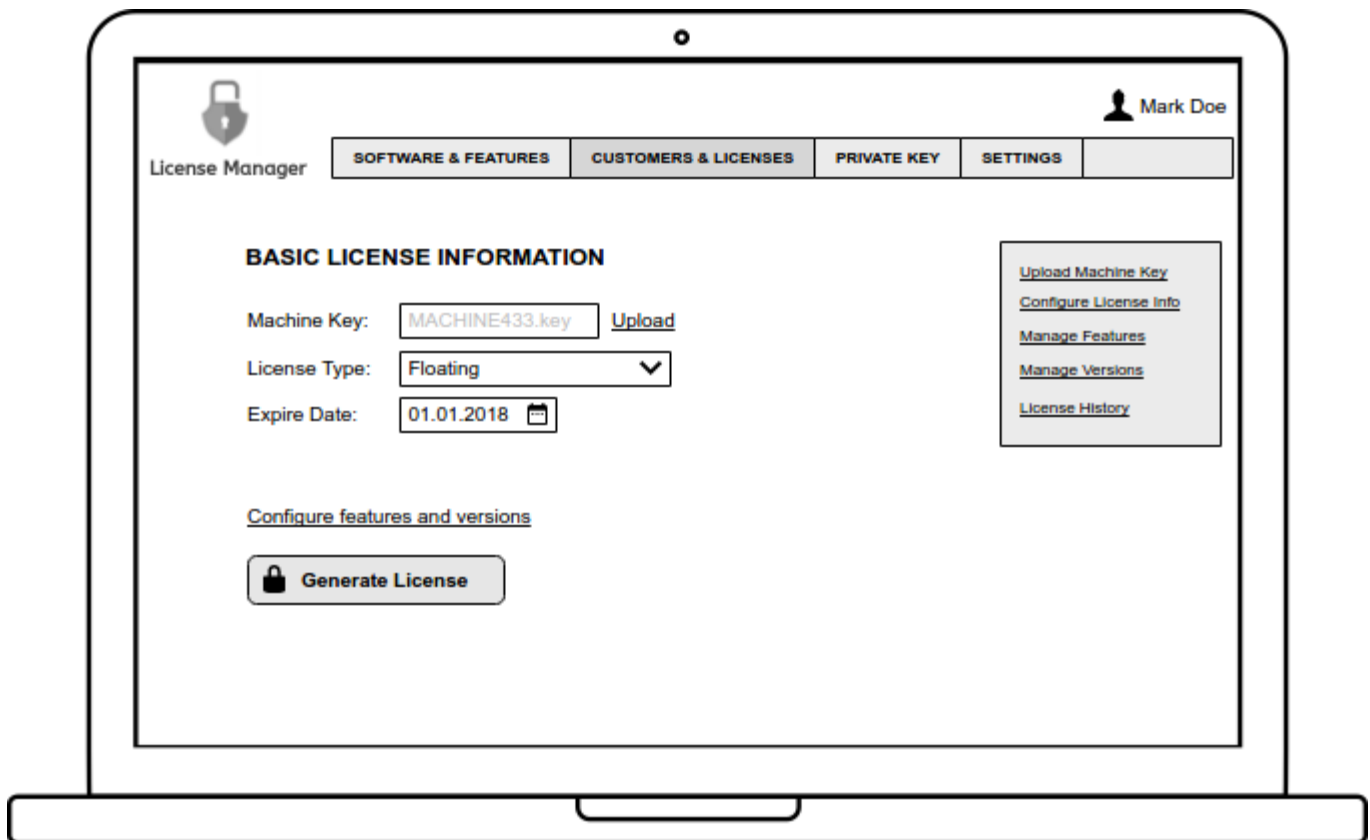 Mark Doe
License Manager
SOFTWARE & FEATURES CUSTOMERS & LICENSES PRIVATE KEY SETTINGS
BASIC LICENSE INFORMATION
Machine Key: MACHINE433.key Upload
License Type: Floating
Expire Date: 01.01.2018
Configure features and versions
Generate License
Upload Machine Key
Configure License Info
Manage Features
Manage Versions
License History